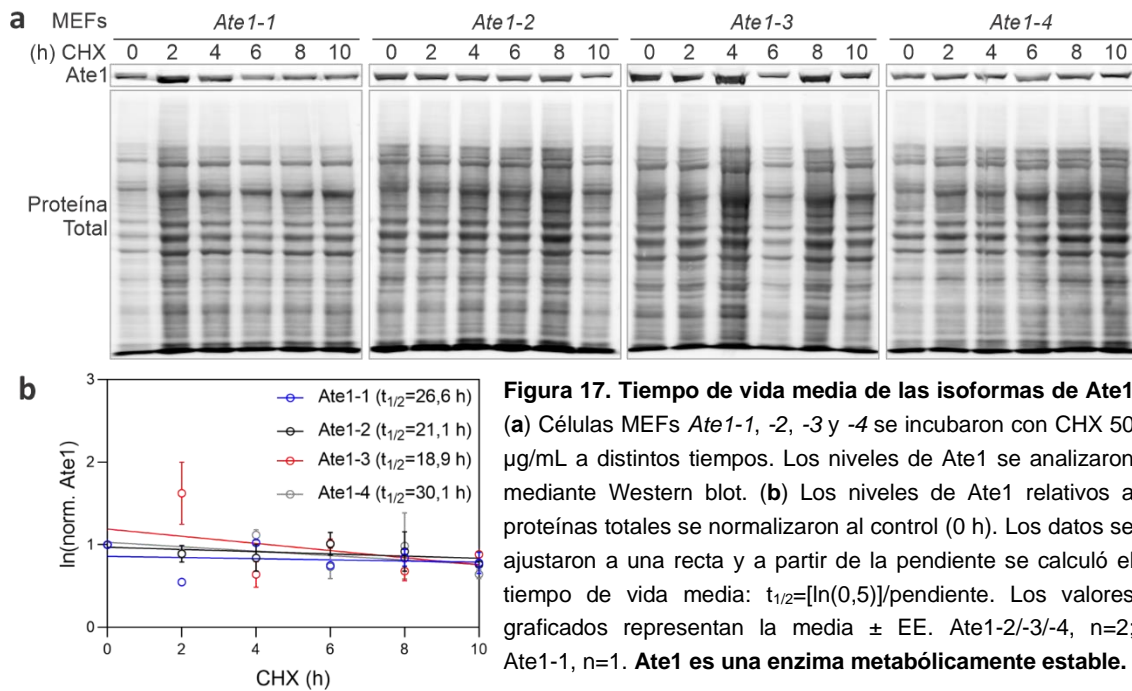 a
MEFs Ate1-1 Ate1-2 Ate1-3 Ate1-4
(h) CHX 0 2 4 6 8 10 0 2 4 6 8 10 0 2 4 6 8 10 0 2 4 6 8 10
Ate1
Proteína
Total
b
ln(norm. Ate1)
3
2
1
0
Ate1-1 (t1/2=26,6 h)
Ate1-2 (t1/2=21,1 h)
Ate1-3 (t1/2=18,9 h)
Ate1-4 (t1/2=30,1 h)
0 2 4 6 8 10
CHX (h)
Figura 17. Tiempo de vida media de las isoformas de Ate1
(a) Células MEFs Ate1-1, -2, -3 y -4 se incubaron con CHX 50
µg/mL a distintos tiempos. Los niveles de Ate1 se analizaron
mediante Western blot. (b) Los niveles de Ate1 relativos a
proteínas totales se normalizaron al control (0 h). Los datos se
ajustaron a una recta y a partir de la pendiente se calculó el
tiempo de vida media: t1/2=[ln(0,5)]/pendiente. Los valores
graficados representan la media ± EE. Ate1-2/-3/-4, n=2;
Ate1-1, n=1. Ate1 es una enzima metabólicamente estable.